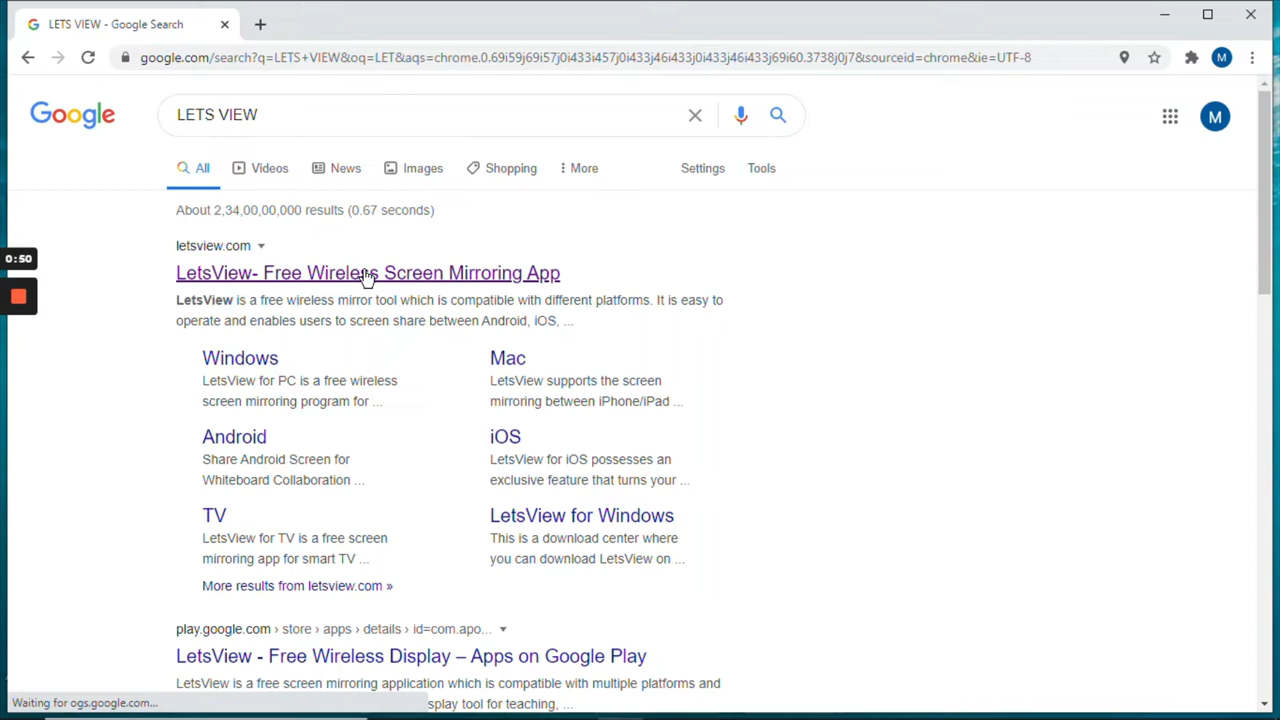 LETS VIEW - Google Search
google.com/search?q=LETS+VIEW&oq=LET&aqs=chrome.0.69i59j69i57j0i433i457j0i433j46i433j0i433j46i433j69i60.3738j0j7&sourceid=chrome&ie=UTF-8
M
Google
LETS VIEW
M
All
Videos
News
Images
Shopping
More
Settings
Tools
About 2,34,00,00,000 results (0.67 seconds)
letsview.com
0:50
LetsView- Free Wireless Screen Mirroring App
LetsView is a free wireless mirror tool which is compatible with different platforms. It is easy to
operate and enables users to screen share between Android, iOS, ...
Windows
LetsView for PC is a free wireless
screen mirroring program for ...
Mac
LetsView supports the screen
mirroring between iPhone/iPad ...
Android
Share Android Screen for
Whiteboard Collaboration ...
iOS
LetsView for iOS possesses an
exclusive feature that turns your ...
TV
LetsView for TV is a free screen
mirroring app for smart TV ...
LetsView for Windows
This is a download center where
you can download LetsView on ...
More results from letsview.com »
play.google.com › store › apps › details › id=com.apo...
LetsView - Free Wireless Display – Apps on Google Play
LetsView is a free screen mirroring application which is compatible with multiple platforms and
splay tool for teaching, ...
Waiting for ogs.google.com...